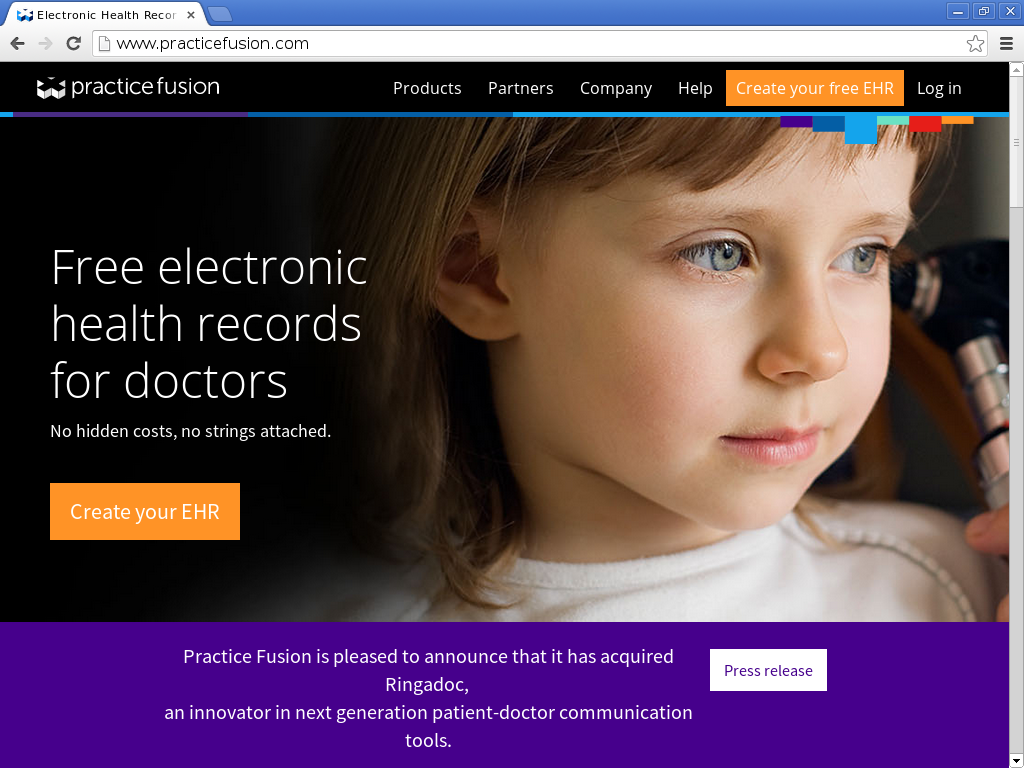 Electronic Health Recor
www.practicefusion.com
practice fusion
Products Partners Company Help Create your free EHR Log in
Free electronic
health records
for doctors
No hidden costs, no strings attached.
Create your EHR
Practice Fusion is pleased to announce that it has acquired
Ringadoc,
an innovator in next generation patient-doctor communication
tools.
Press release